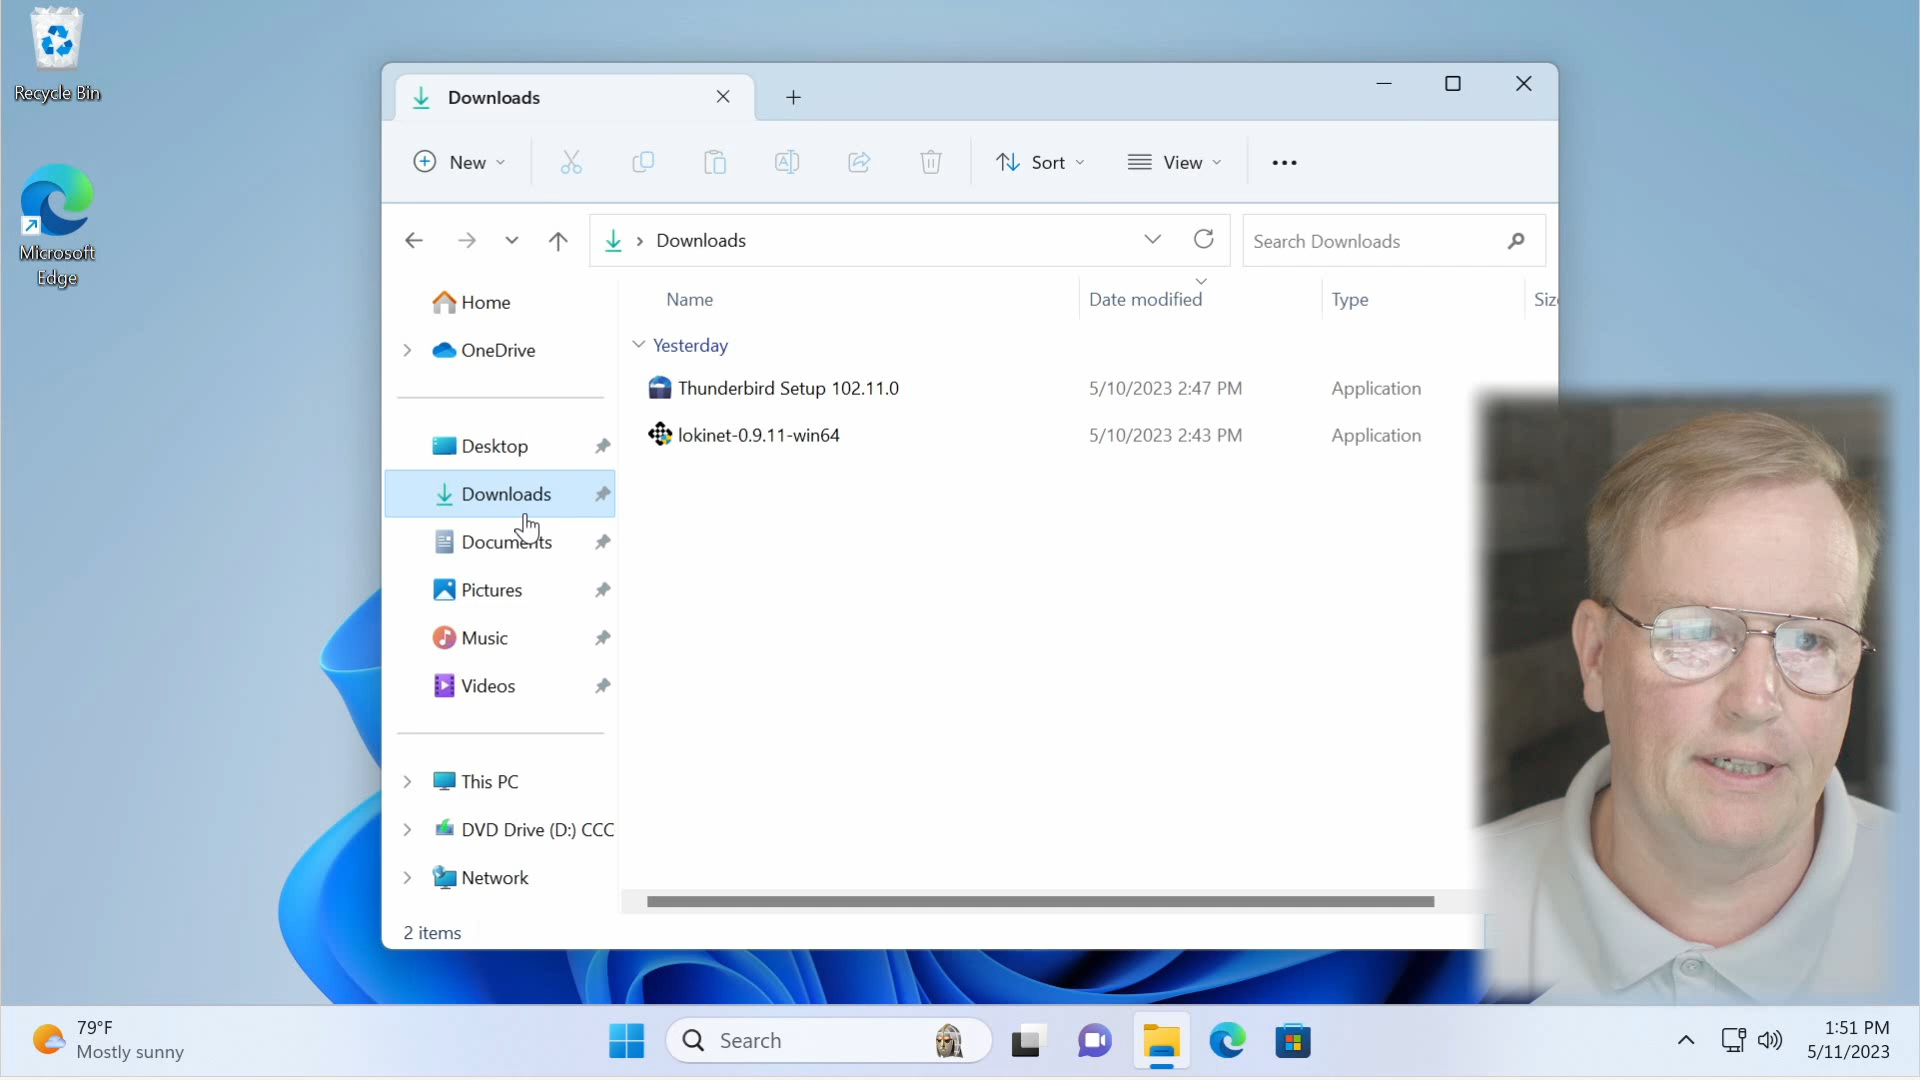 Recycle Bin
Microsoft
Edge
Downloads
New
Sort
View
Downloads
Search Downloads
Name
Date modified
Type
Siz
Home
OneDrive
Desktop
Downloads
Documents
Pictures
Music
Videos
This PC
DVD Drive (D:) CCC
Network
Yesterday
Thunderbird Setup 102.11.0 5/10/2023 2:47 PM Application
lokinet-0.9.11-win64 5/10/2023 2:43 PM Application
2 items
79°F
Mostly sunny
Search
1:51 PM
5/11/2023